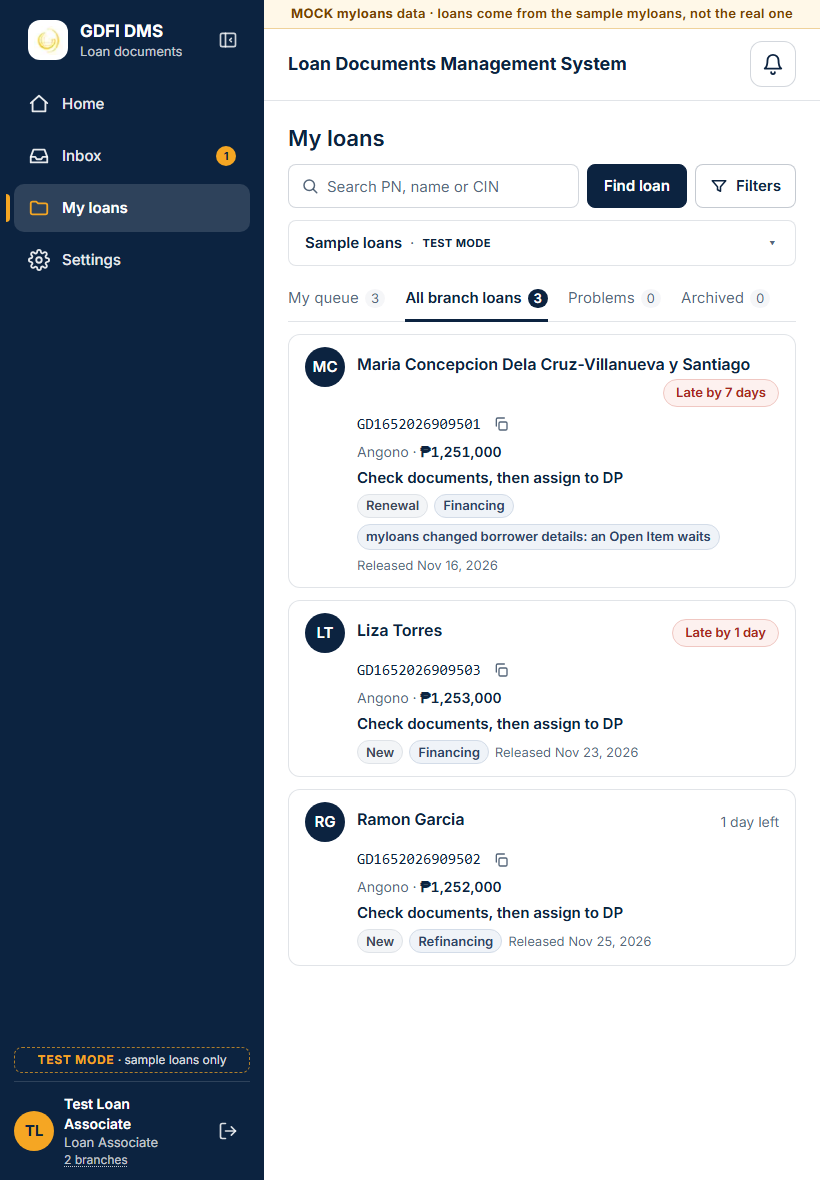 MOCK myloans data · loans come from the sample myloans, not the real one
GDFI DMS
Loan documents
Home
Inbox 1
My loans
Settings
TEST MODE · sample loans only
TL
Test Loan
Associate
Loan Associate
2 branches
Loan Documents Management System
My loans
Search PN, name or CIN
Find loan
Filters
Sample loans · TEST MODE
My queue 3 All branch loans 3 Problems 0 Archived 0
MC Maria Concepcion Dela Cruz-Villanueva y Santiago
Late by 7 days
GD1652026909501
Angono · ₱1,251,000
Check documents, then assign to DP
Renewal Financing
myloans changed borrower details: an Open Item waits
Released Nov 16, 2026
LT Liza Torres Late by 1 day
GD1652026909503
Angono · ₱1,253,000
Check documents, then assign to DP
New Financing Released Nov 23, 2026
RG Ramon Garcia 1 day left
GD1652026909502
Angono · ₱1,252,000
Check documents, then assign to DP
New Refinancing Released Nov 25, 2026